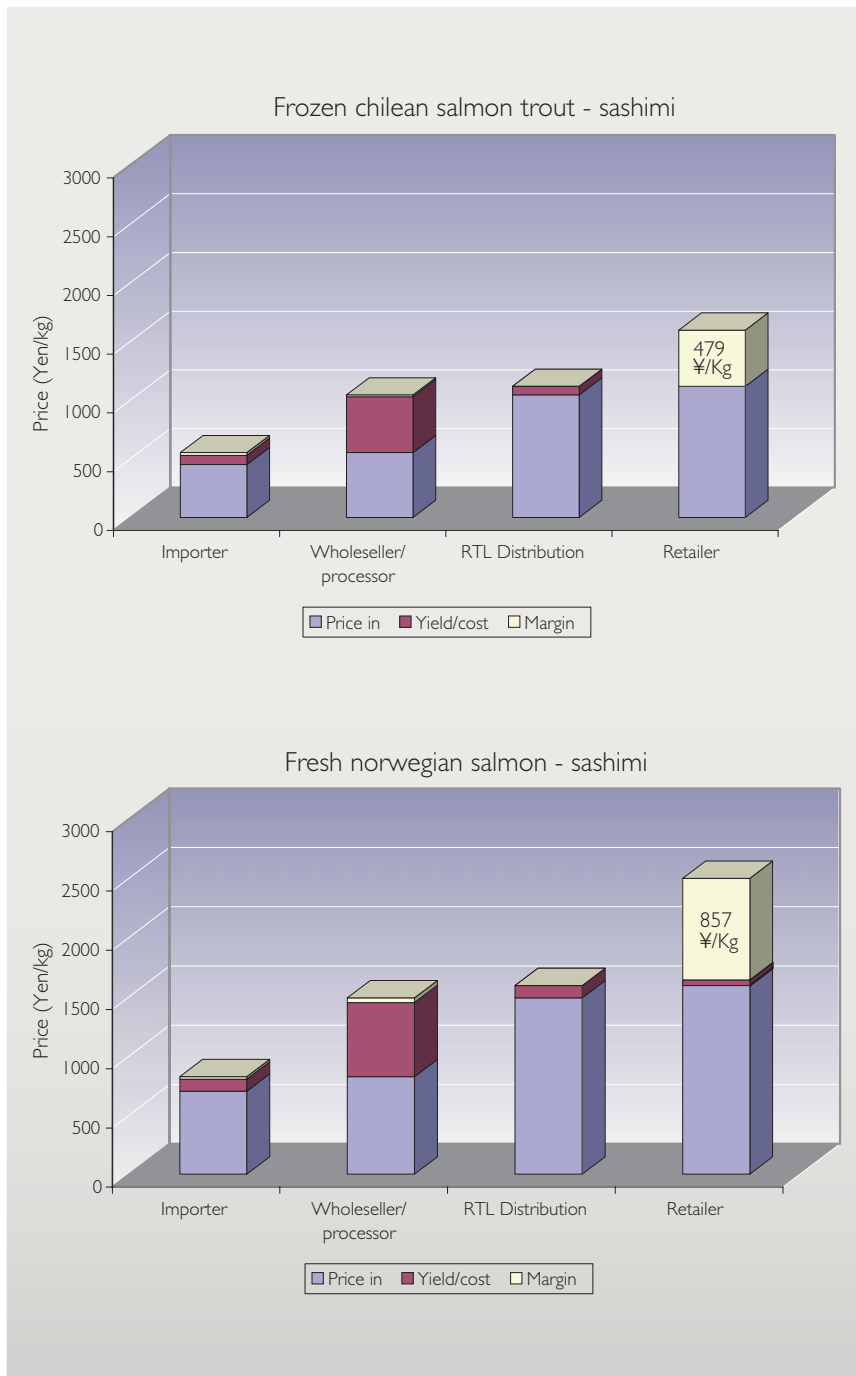 Frozen chilean salmon trout - sashimi
3000
2500
2000
1500
1000
500
0
Price (Yen/kg)
479
¥/Kg
Importer
Wholeseller/
processor
RTL Distribution
Retailer
Price in
Yield/cost
Margin
Fresh norwegian salmon - sashimi
3000
2500
2000
1500
1000
500
0
Price (Yen/kg)
857
¥/Kg
Importer
Wholeseller/
processor
RTL Distribution
Retailer
Price in
Yield/cost
Margin